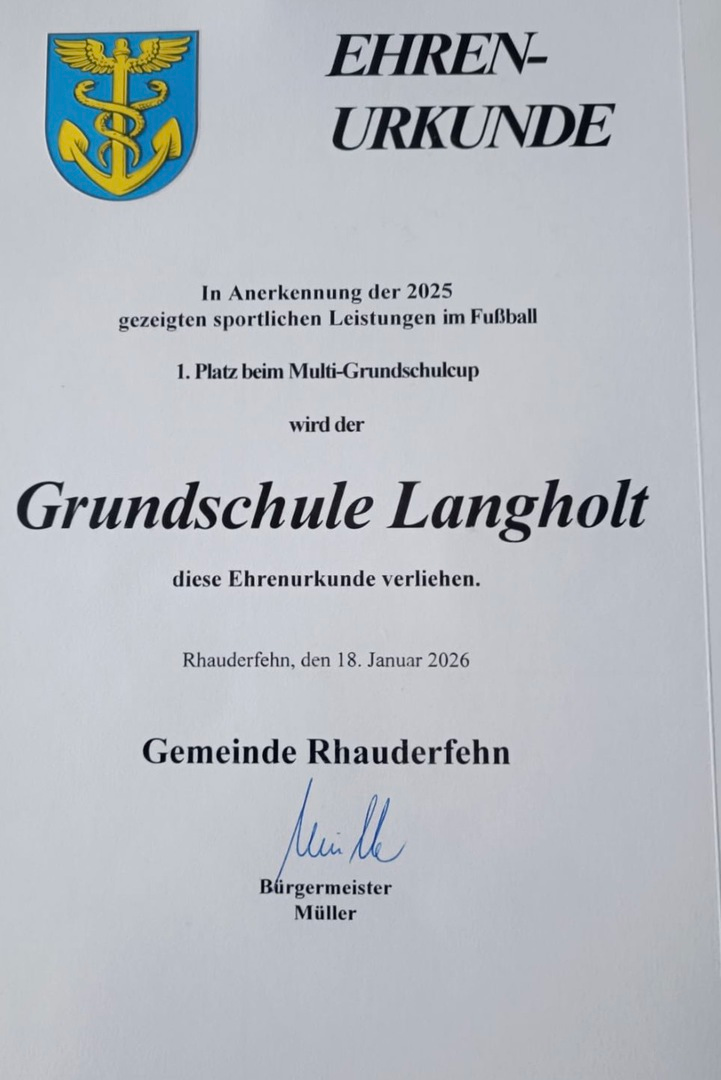 EHREN-
URKUNDE
In Anerkennung der 2025
gezeigten sportlichen Leistungen im Fußball
1. Platz beim Multi-Grundschulcup
wird der
Grundschule Langholt
diese Ehrenurkunde verliehen.
Rhauderfehn, den 18. Januar 2026
Gemeinde Rhauderfehn
Bürgermeister
Müller